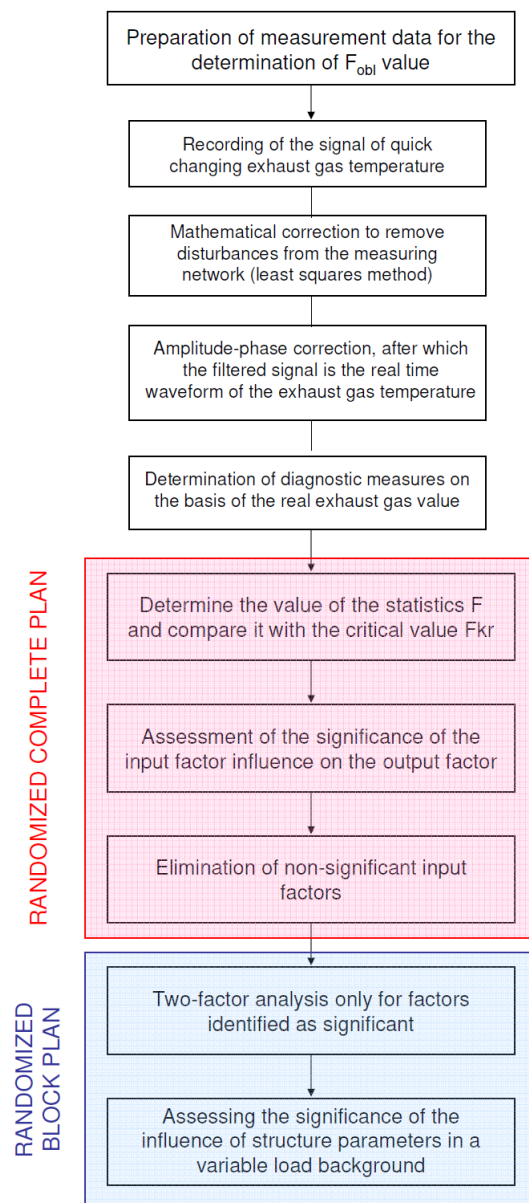 Preparation of measurement data for the
determination of Fobl value
Recording of the signal of quick
changing exhaust gas temperature
Mathematical correction to remove
disturbances from the measuring
network (least squares method)
Amplitude-phase correction, after which
the filtered signal is the real time
waveform of the exhaust gas temperature
Determination of diagnostic measures on
the basis of the real exhaust gas value
RANDOMIZED COMPLETE PLAN
Determine the value of the statistics F
and compare it with the critical value Fkr
Assessment of the significance of the
input factor influence on the output factor
Elimination of non-significant input
factors
RANDOMIZED
BLOCK PLAN
Two-factor analysis only for factors
identified as significant
Assessing the significance of the
influence of structure parameters in a
variable load background